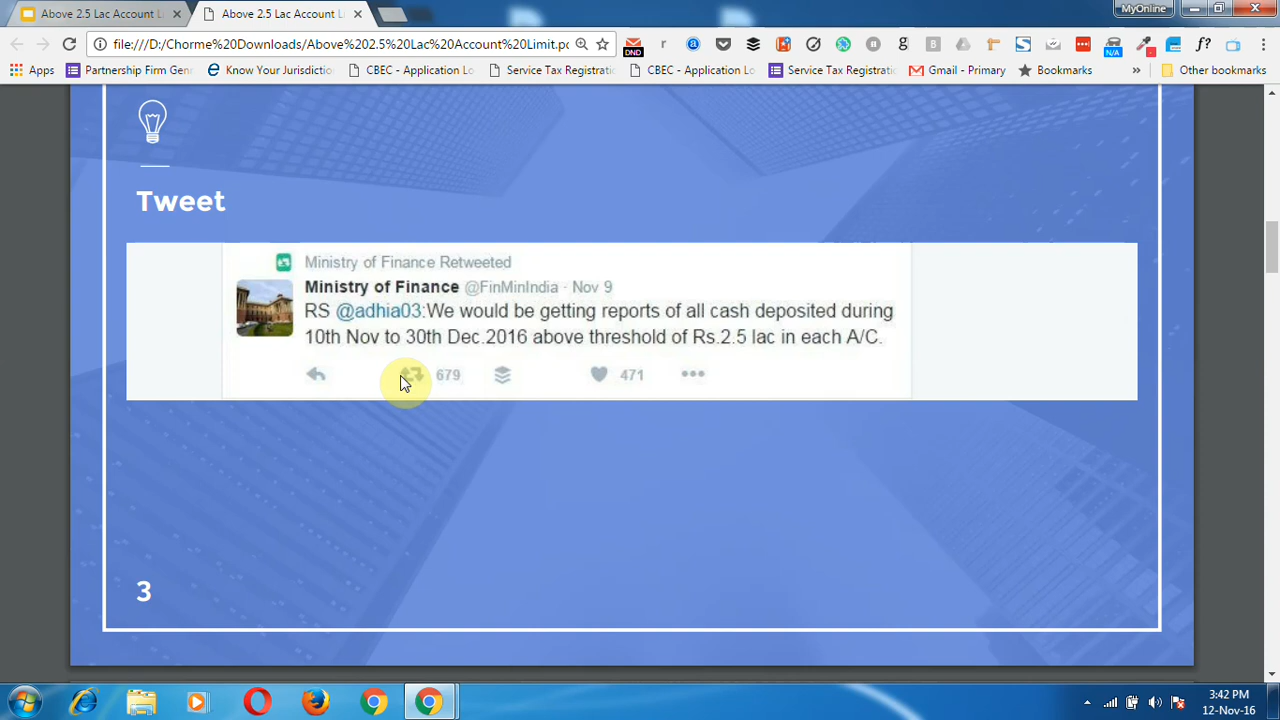 Above 2.5 Lac Account L
Above 2.5 Lac Account Li
MyOnline
file:///D:/Chorme%20Downloads/Above%202.5%20Lac%20Account%20Limit.pc
DND
N/A
Apps
Partnership Firm Gen
Know Your Jurisdictio
CBEC - Application Lo
Service Tax Registrati
CBEC - Application Lo
Service Tax Registrati
Gmail - Primary
Bookmarks
»
Other bookmarks
Tweet
Ministry of Finance Retweeted
Ministry of Finance @FinMinIndia · Nov 9
RS @adhia03:We would be getting reports of all cash deposited during
10th Nov to 30th Dec.2016 above threshold of Rs.2.5 lac in each A/C.
679
471
3
3:42 PM
12-Nov-16